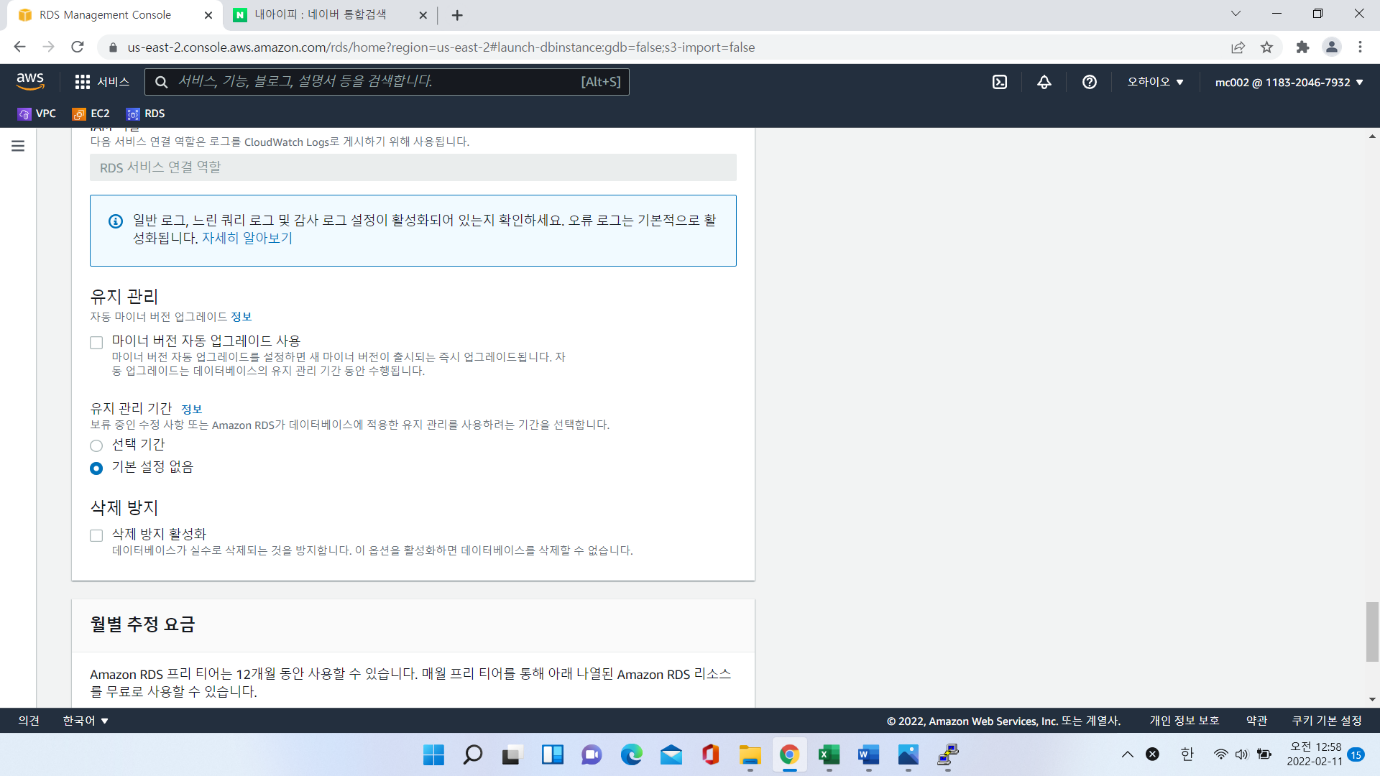 RDS Management Console
내아이피 : 네이버 통합검색
us-east-2.console.aws.amazon.com/rds/home?region=us-east-2#launch-dbinstance:gdb=false;s3-import=false
aws
서비스
서비스, 기능, 블로그, 설명서 등을 검색합니다.
[Alt+S]
오하이오 ▼
mc002 @ 1183-2046-7932 ▼
VPC
EC2
RDS
다음 서비스 연결 역할은 로그를 CloudWatch Logs로 게시하기 위해 사용됩니다.
RDS 서비스 연결 역할
일반 로그, 느린 쿼리 로그 및 감사 로그 설정이 활성화되어 있는지 확인하세요. 오류 로그는 기본적으로 활
성화됩니다. 자세히 알아보기
유지 관리
자동 마이너 버전 업그레이드 정보
마이너 버전 자동 업그레이드 사용
마이너 버전 자동 업그레이드를 설정하면 새 마이너 버전이 출시되는 즉시 업그레이드됩니다. 자
동 업그레이드는 데이터베이스의 유지 관리 기간 동안 수행됩니다.
유지 관리 기간 정보
보류 중인 수정 사항 또는 Amazon RDS가 데이터베이스에 적용한 유지 관리를 사용하려는 기간을 선택합니다.
선택 기간
기본 설정 없음
삭제 방지
삭제 방지 활성화
데이터베이스가 실수로 삭제되는 것을 방지합니다. 이 옵션을 활성화하면 데이터베이스를 삭제할 수 없습니다.
월별 추정 요금
Amazon RDS 프리 티어는 12개월 동안 사용할 수 있습니다. 매월 프리 티어를 통해 아래 나열된 Amazon RDS 리소스
를 무료로 사용할 수 있습니다.
의견
한국어 ▼
© 2022, Amazon Web Services, Inc. 또는 계열사.
개인 정보 보호
약관
쿠키 기본 설정
한
오전 12:58
2022-02-11
15